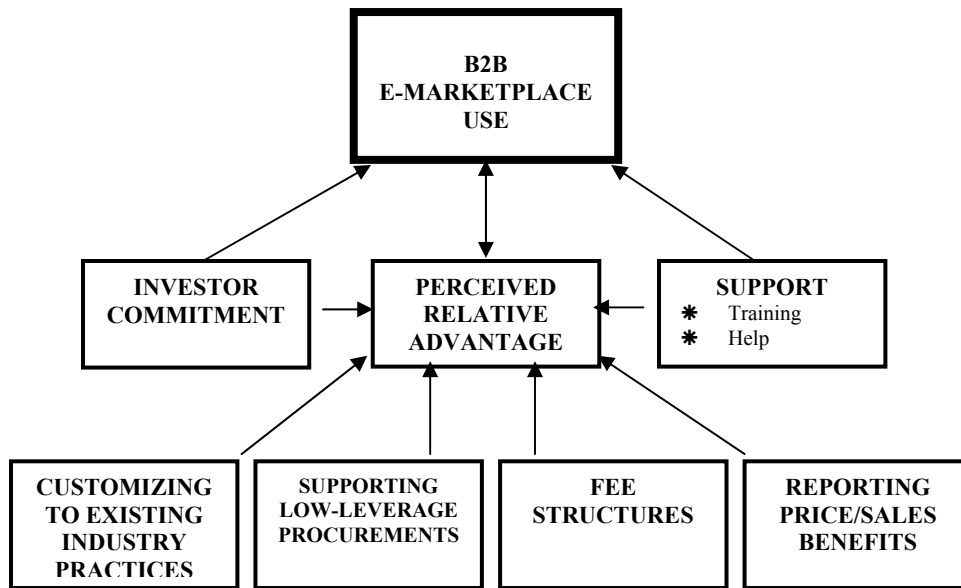 B2B
E-MARKETPLACE
USE
INVESTOR
COMMITMENT
PERCEIVED
RELATIVE
ADVANTAGE
SUPPORT
⁕ Training
⁕ Help
CUSTOMIZING
TO EXISTING
INDUSTRY
PRACTICES
SUPPORTING
LOW-LEVERAGE
PROCUREMENTS
FEE
STRUCTURES
REPORTING
PRICE/SALES
BENEFITS